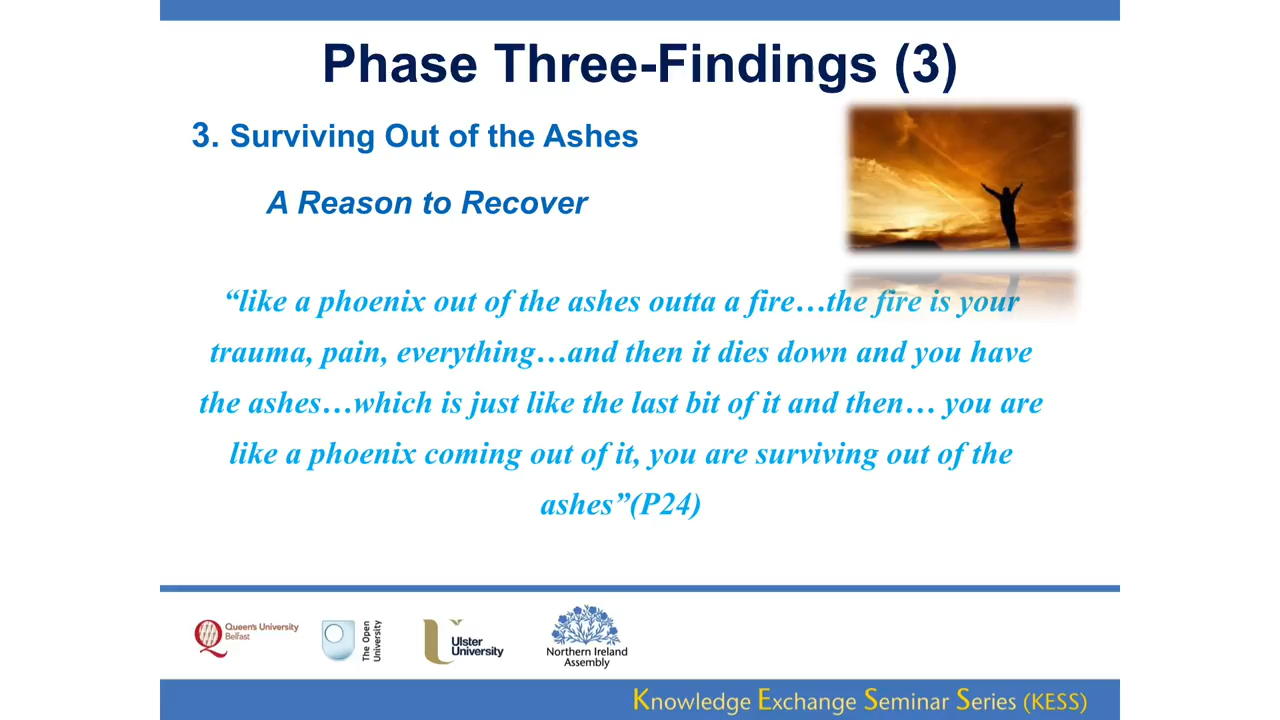 Phase Three-Findings (3)
3. Surviving Out of the Ashes
A Reason to Recover
“like a phoenix out of the ashes outta a fire…the fire is your
trauma, pain, everything…and then it dies down and you have
the ashes…which is just like the last bit of it and then… you are
like a phoenix coming out of it, you are surviving out of the
ashes”(P24)
Queen's University
Belfast
The Open
University
Ulster
University
Northern Ireland
Assembly
Knowledge Exchange Seminar Series (KESS)